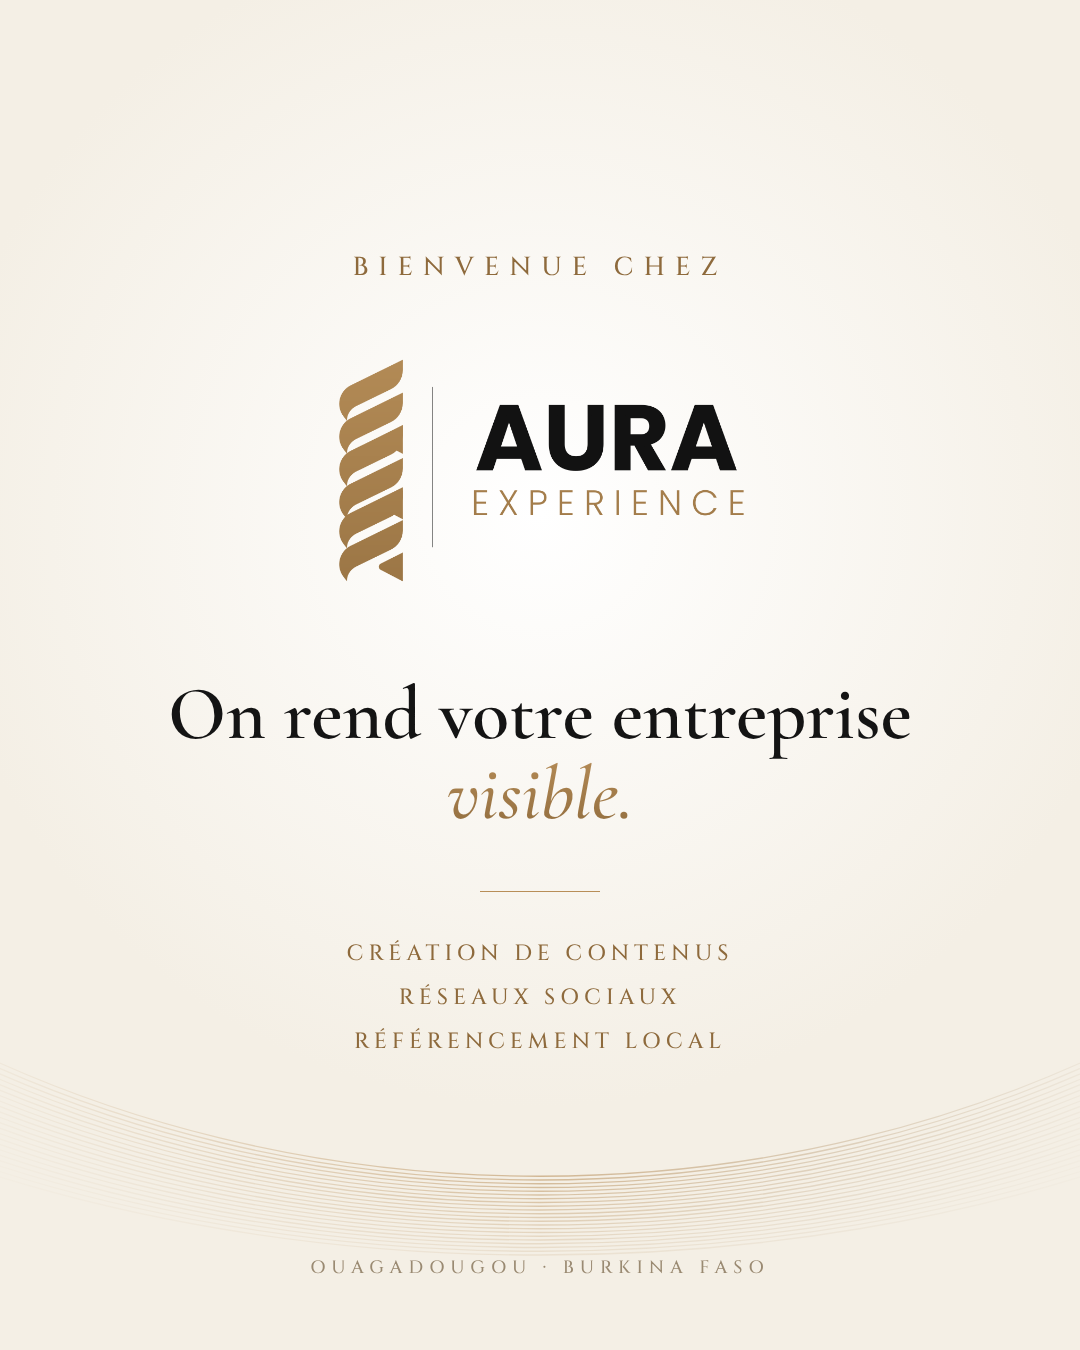 BIENVENUE CHEZ
AURA
EXPERIENCE
On rend votre entreprise
visible.
CRÉATION DE CONTENUS
RÉSEAUX SOCIAUX
RÉFÉRENCEMENT LOCAL
OUAGADOUGOU · BURKINA FASO